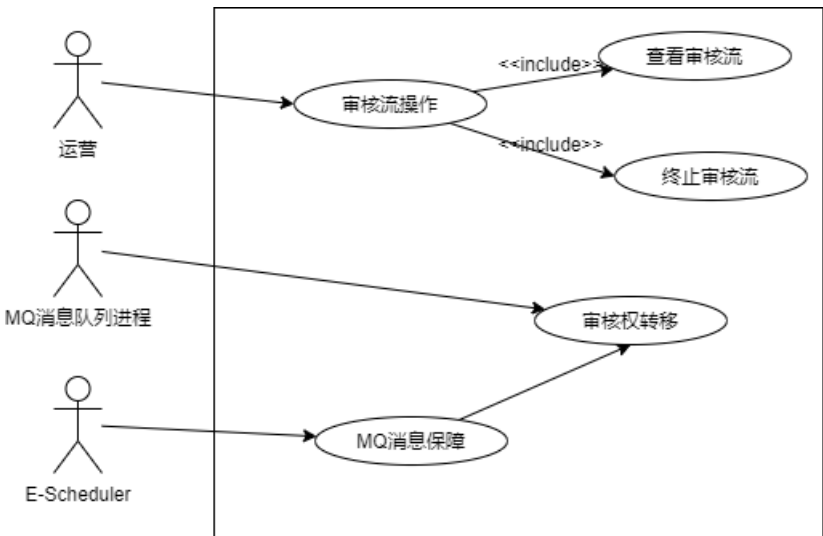 查看审核流
<<include>>
审核流操作
运营
<<include>>
终止审核流
MQ消息队列进程
审核权转移
MQ消息保障
E-Scheduler